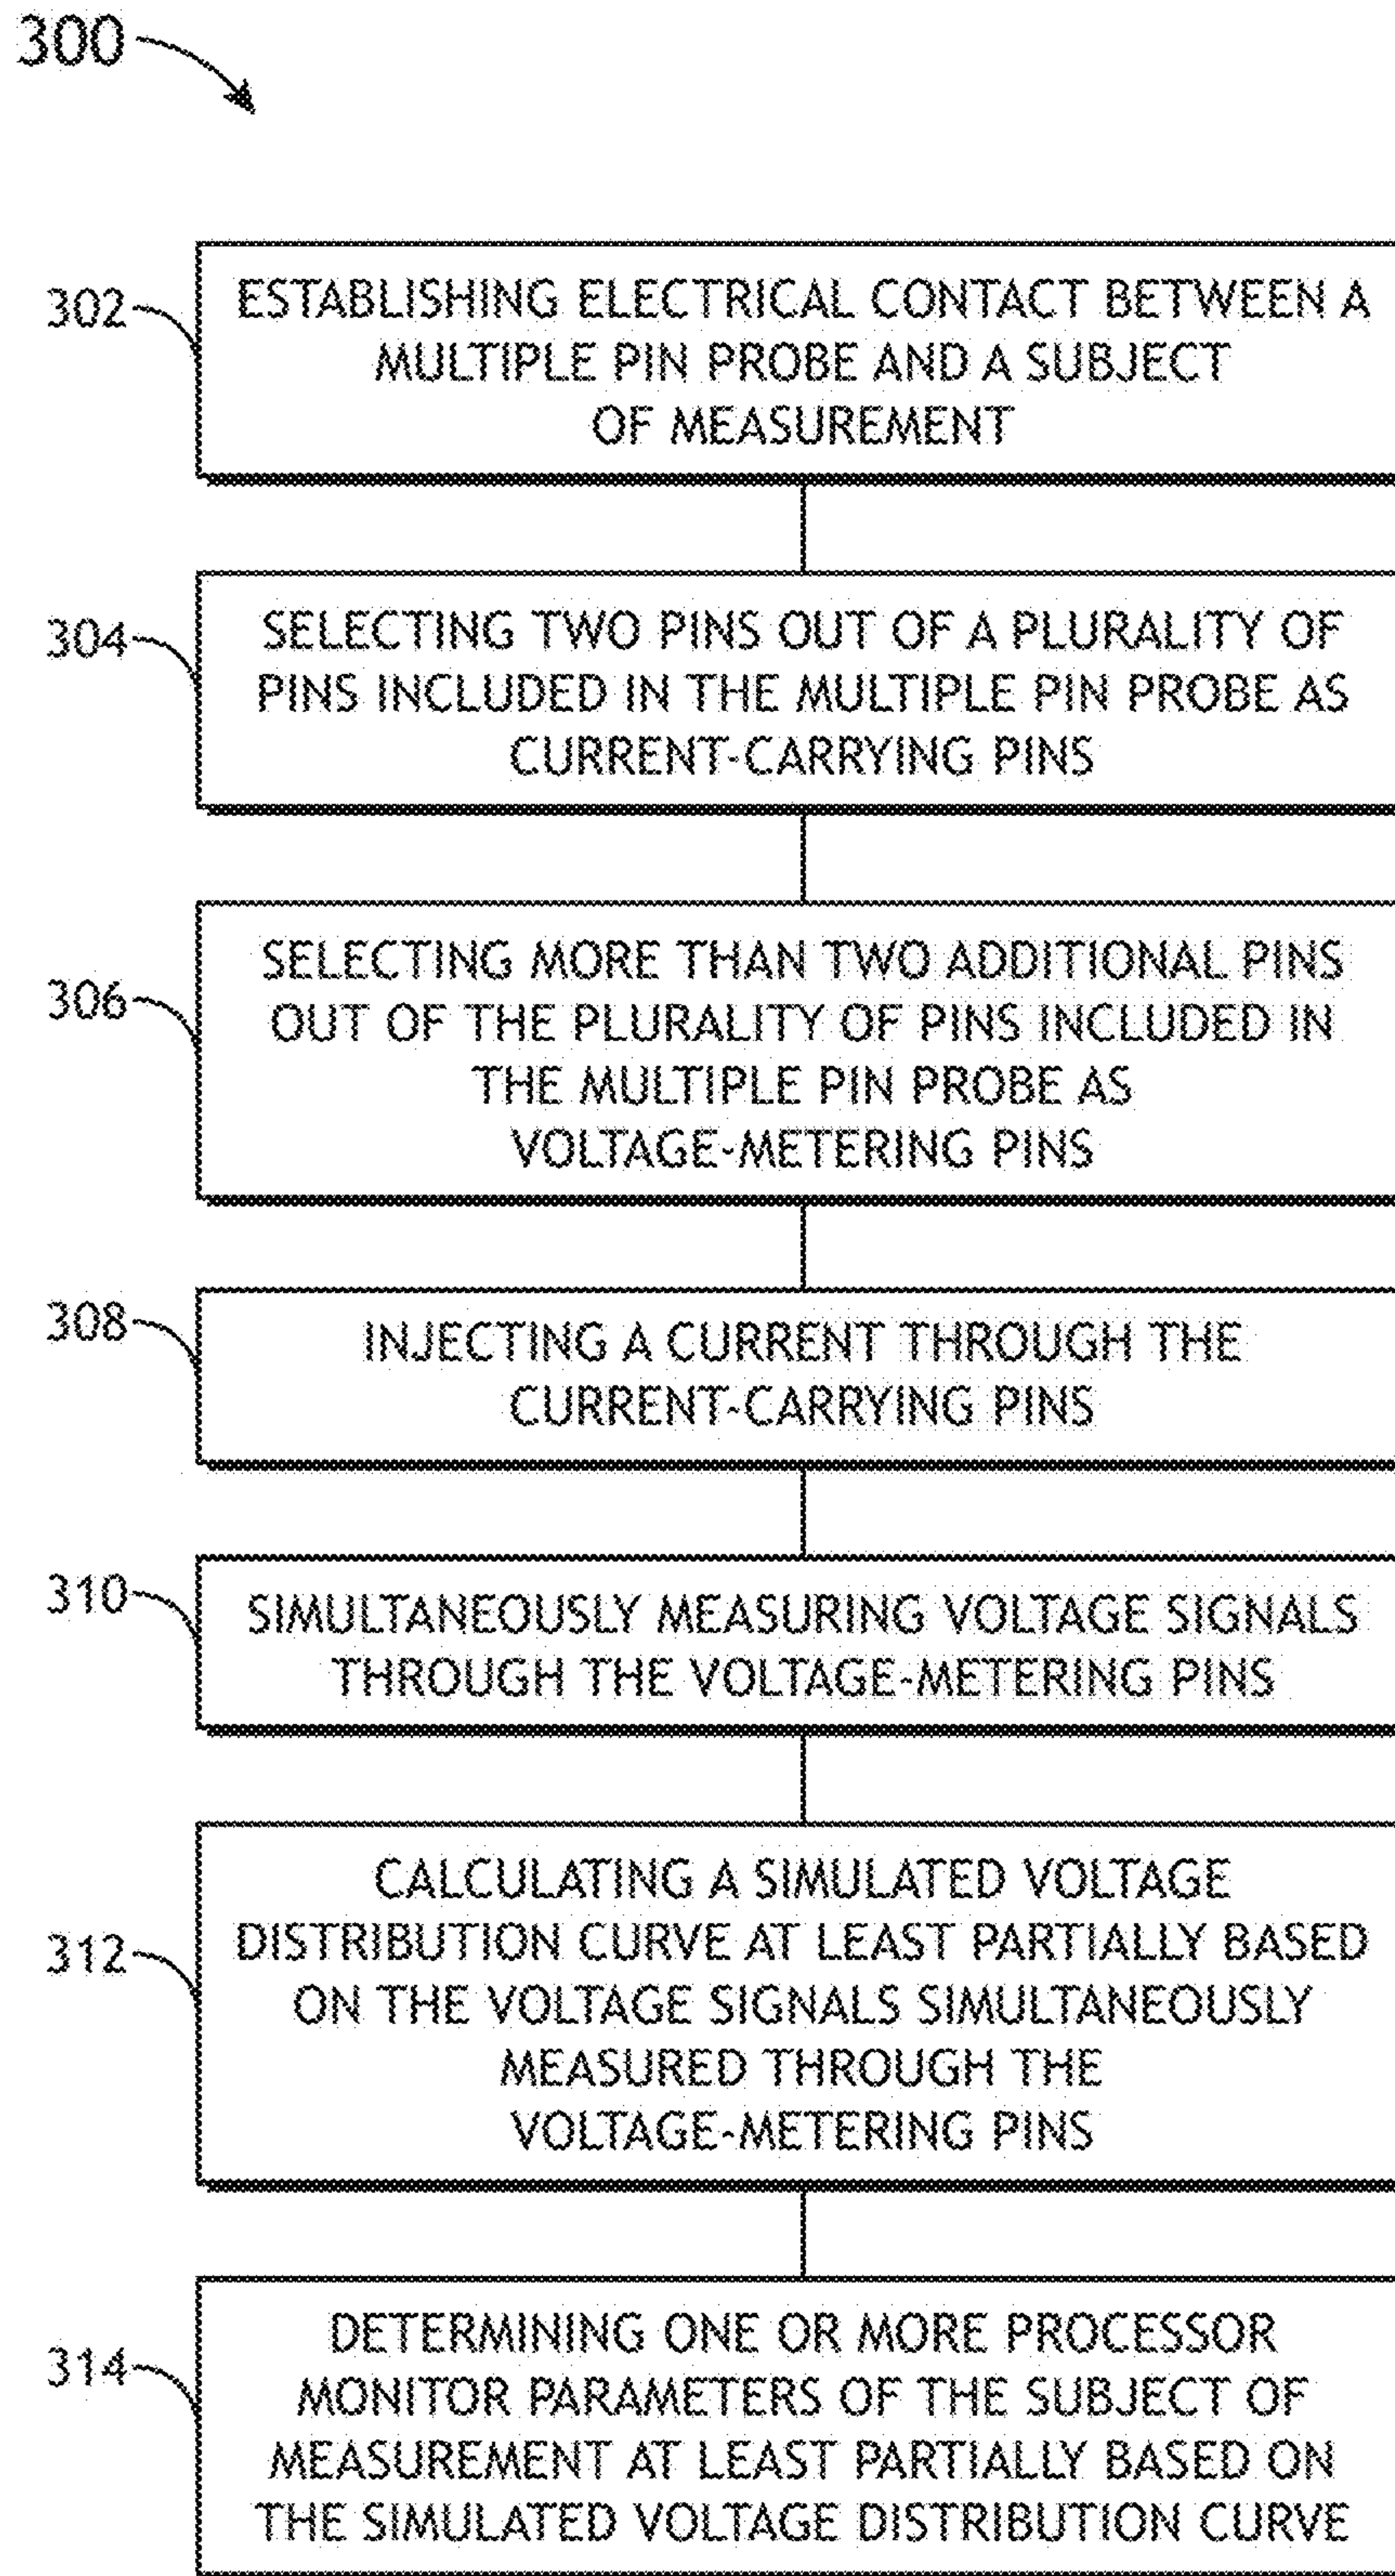 300
302
ESTABLISHING ELECTRICAL CONTACT BETWEEN A
MULTIPLE PIN PROBE AND A SUBJECT
OF MEASUREMENT
304
SELECTING TWO PINS OUT OF A PLURALITY OF
PINS INCLUDED IN THE MULTIPLE PIN PROBE AS
CURRENT-CARRYING PINS
306
SELECTING MORE THAN TWO ADDITIONAL PINS
OUT OF THE PLURALITY OF PINS INCLUDED IN
THE MULTIPLE PIN PROBE AS
VOLTAGE-METERING PINS
308
INJECTING A CURRENT THROUGH THE
CURRENT-CARRYING PINS
310
SIMULTANEOUSLY MEASURING VOLTAGE SIGNALS
THROUGH THE VOLTAGE-METERING PINS
312
CALCULATING A SIMULATED VOLTAGE
DISTRIBUTION CURVE AT LEAST PARTIALLY BASED
ON THE VOLTAGE SIGNALS SIMULTANEOUSLY
MEASURED THROUGH THE
VOLTAGE-METERING PINS
314
DETERMINING ONE OR MORE PROCESSOR
MONITOR PARAMETERS OF THE SUBJECT OF
MEASUREMENT AT LEAST PARTIALLY BASED ON
THE SIMULATED VOLTAGE DISTRIBUTION CURVE